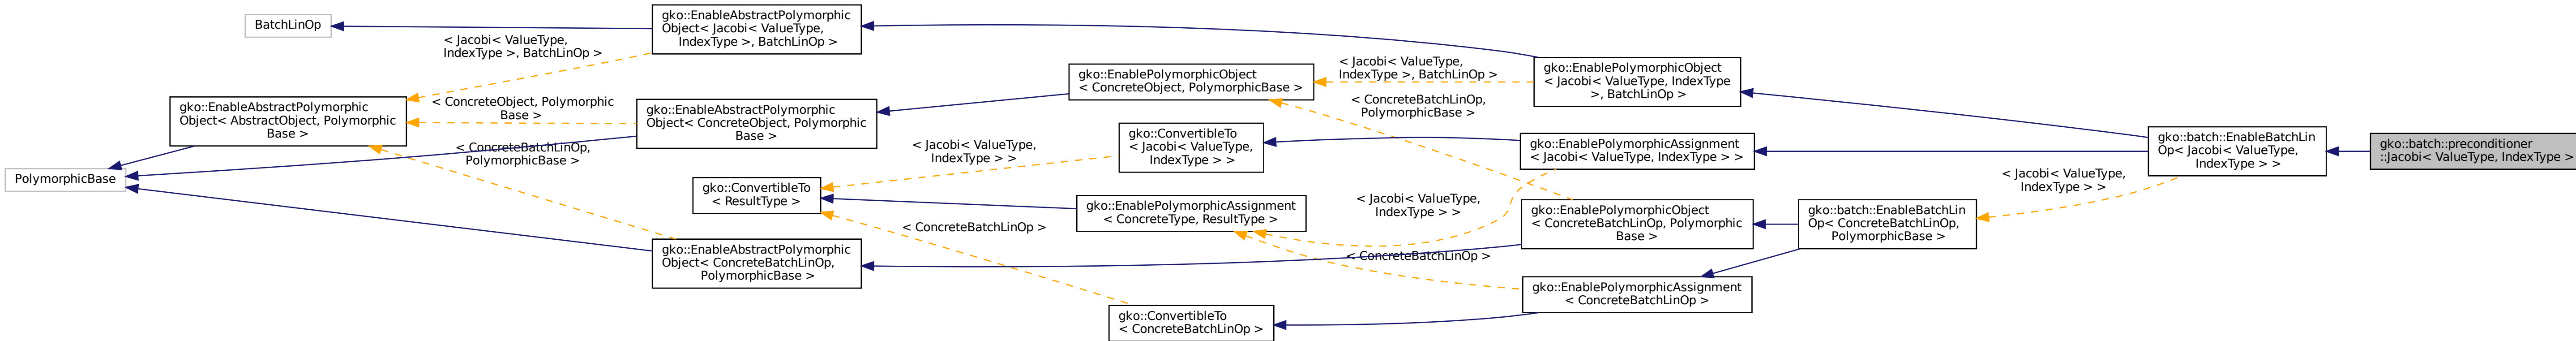 BatchLinOp
gko::EnableAbstractPolymorphic
Object< Jacobi< ValueType,
IndexType >, BatchLinOp >
< Jacobi< ValueType,
IndexType >, BatchLinOp >
gko::EnableAbstractPolymorphic
Object< AbstractObject, Polymorphic
Base >
< ConcreteObject, Polymorphic
Base >
gko::EnableAbstractPolymorphic
Object< ConcreteObject, Polymorphic
Base >
gko::EnablePolymorphicObject
< ConcreteObject, PolymorphicBase >
< Jacobi< ValueType,
IndexType >, BatchLinOp >
gko::EnablePolymorphicObject
< Jacobi< ValueType, IndexType
>, BatchLinOp >
< ConcreteBatchLinOp,
PolymorphicBase >
PolymorphicBase
< ConcreteBatchLinOp,
PolymorphicBase >
gko::ConvertibleTo
< ResultType >
< Jacobi< ValueType,
IndexType > >
gko::ConvertibleTo
< Jacobi< ValueType,
IndexType > >
gko::EnablePolymorphicAssignment
< Jacobi< ValueType, IndexType > >
gko::batch::EnableBatchLin
Op< Jacobi< ValueType,
IndexType > >
gko::batch::preconditioner
::Jacobi< ValueType, IndexType >
gko::EnablePolymorphicAssignment
< ConcreteType, ResultType >
< Jacobi< ValueType,
IndexType > >
gko::EnablePolymorphicObject
< ConcreteBatchLinOp, Polymorphic
Base >
gko::batch::EnableBatchLin
Op< ConcreteBatchLinOp,
PolymorphicBase >
< Jacobi< ValueType,
IndexType > >
gko::EnableAbstractPolymorphic
Object< ConcreteBatchLinOp,
PolymorphicBase >
< ConcreteBatchLinOp >
< ConcreteBatchLinOp >
gko::EnablePolymorphicAssignment
< ConcreteBatchLinOp >
gko::ConvertibleTo
< ConcreteBatchLinOp >